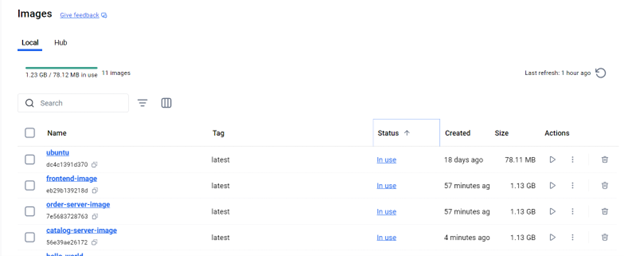 Images Give feedback
Local Hub
1.23 GB / 78.12 MB in use 11 images Last refresh: 1 hour ago
Search
Name Tag Status Created Size Actions
ubuntu
dc4c1391d370 latest In use 18 days ago 78.11 MB
frontend-image
eb29b139218d latest In use 57 minutes ag 1.13 GB
order-server-image
7e5683728763 latest In use 57 minutes ag 1.13 GB
catalog-server-image
56e39ae26172 latest In use 4 minutes ago 1.13 GB
hello-world